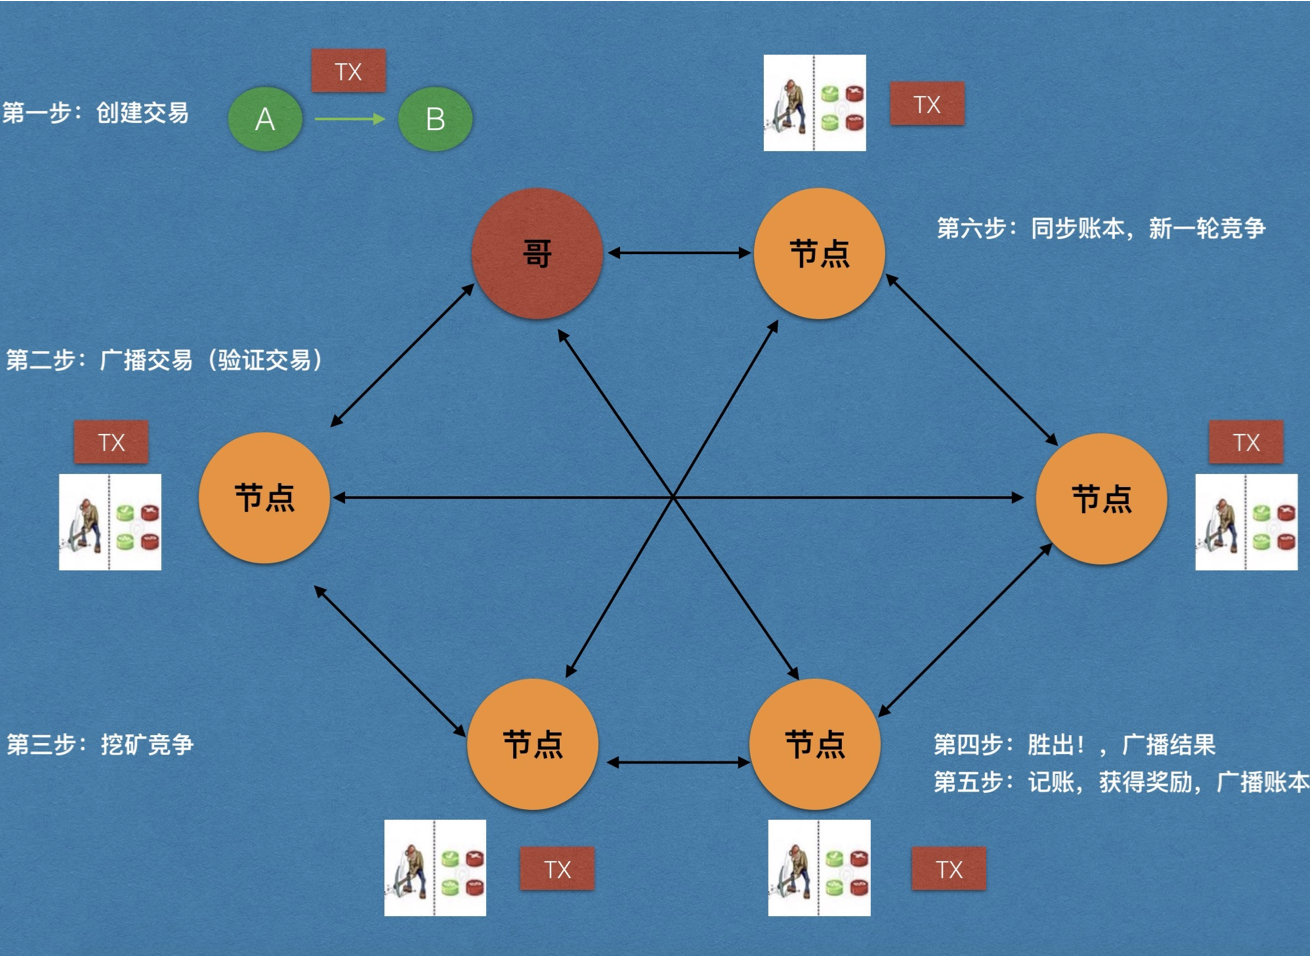 TX
第一步：创建交易
A
B
TX
哥
节点
第六步：同步账本，新一轮竞争
第二步：广播交易（验证交易）
TX
节点
节点
TX
第三步：挖矿竞争
节点
节点
第四步：胜出！，广播结果
第五步：记账，获得奖励，广播账本
TX
TX